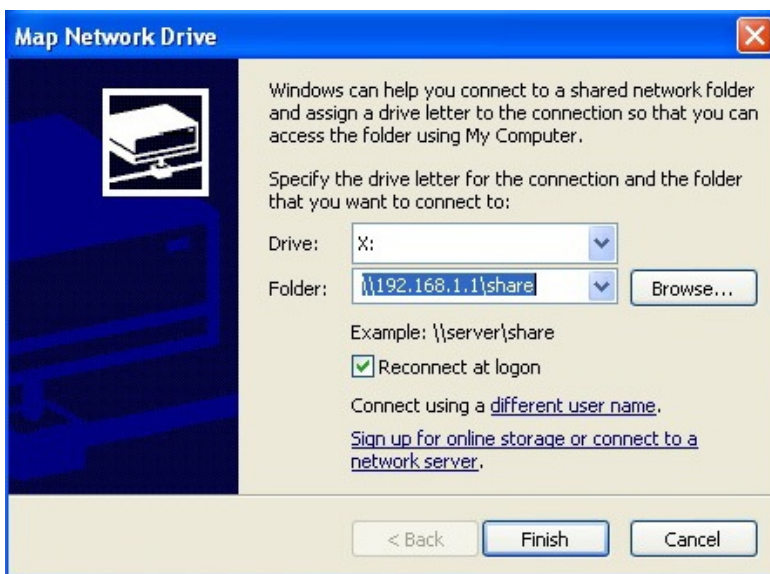 Map Network Drive
Windows can help you connect to a shared network folder
and assign a drive letter to the connection so that you can
access the folder using My Computer.
Specify the drive letter for the connection and the folder
that you want to connect to:
Drive: X:
Folder: \\192.168.1.1\share Browse...
Example: \\server\share
Reconnect at logon
Connect using a different user name.
Sign up for online storage or connect to a
network server.
< Back Finish Cancel